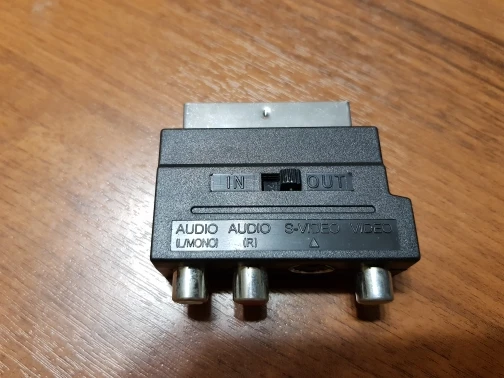 IN OUT
AUDIO AUDIO S-VIDEO VIDEO
(L/MONO) (R)